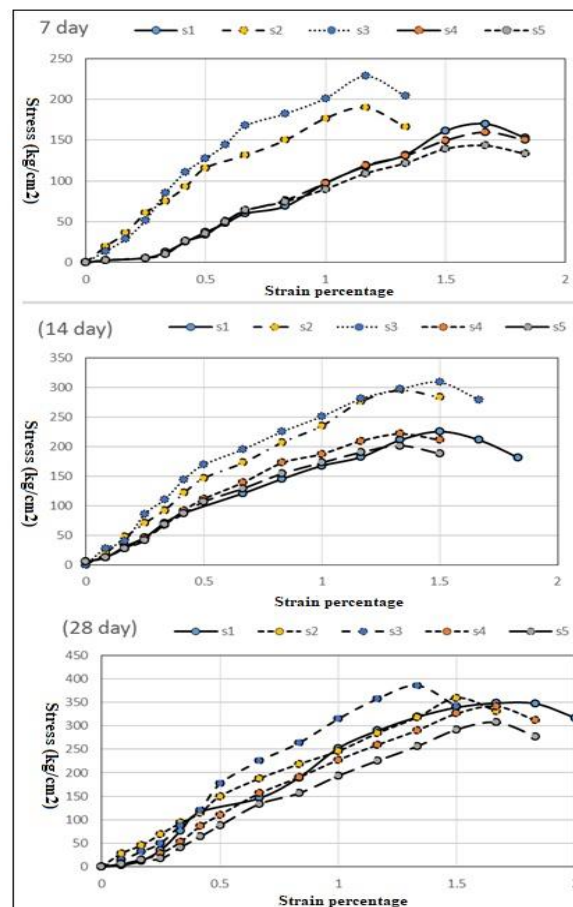 7 day s1 s2 s3 s4 s5
250
200
150
100
50
0
Stress (kg/cm2)
0 0.5 1 1.5 2
Strain percentage
(14 day) s1 s2 s3 s4 s5
350
300
250
200
150
100
50
0
Stress (kg/cm2)
0 0.5 1 1.5 2
Strain percentage
(28 day) s1 s2 s3 s4 s5
450
400
350
300
250
200
150
100
50
0
Stress (kg/cm2)
0 0.5 1 1.5 2
Strain percentage